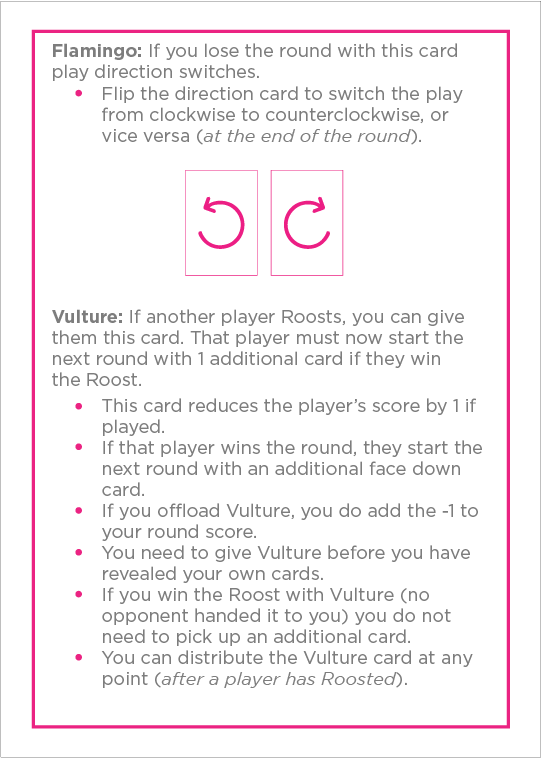 Flamingo: If you lose the round with this card
play direction switches.
• Flip the direction card to switch the play
from clockwise to counterclockwise, or
vice versa (at the end of the round).
Vulture: If another player Roosts, you can give
them this card. That player must now start the
next round with 1 additional card if they win
the Roost.
• This card reduces the player's score by 1 if
played.
• If that player wins the round, they start the
next round with an additional face down
card.
• If you offload Vulture, you do add the -1 to
your round score.
• You need to give Vulture before you have
revealed your own cards.
• If you win the Roost with Vulture (no
opponent handed it to you) you do not
need to pick up an additional card.
• You can distribute the Vulture card at any
point (after a player has Roosted).